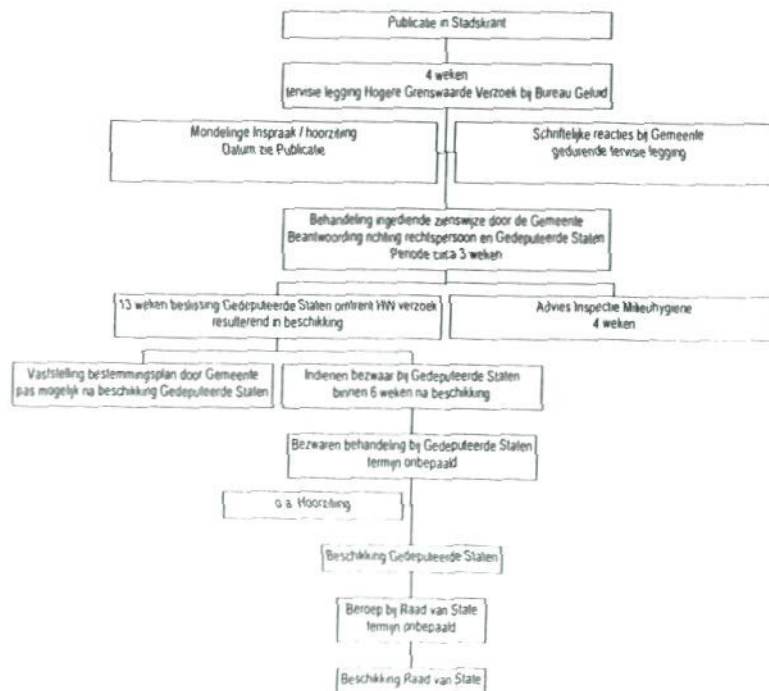 Publicatie in Stadskrant
4 weken
tervisie legging Hogere Grenswaarde Verzoek bij Bureau Geluid
Mondelinge Inspraak / hoorzitting
Datum zie Publicatie
Schriftelijke reacties bij Gemeente
gedurende tervisie legging
Behandeling ingediende zienswijze door de Gemeente
Beantwoording richting rechtspersoon en Gedeputeerde Staten
Periode circa 3 weken
13 weken beslissing Gedeputeerde Staten omtrent HW verzoek
resulterend in beschikking
Advies Inspectie Milieuhygiene
4 weken
Vaststelling bestemmingsplan door Gemeente
pas mogelijk na beschikking Gedeputeerde Staten
Indienen bezwaar bij Gedeputeerde Staten
binnen 6 weken na beschikking
Bezwaren behandeling bij Gedeputeerde Staten
termijn onbepaald
o.a. Hoorzitting
Beschikking Gedeputeerde Staten
Beroep bij Raad van State
termijn onbepaald
Beschikking Raad van State